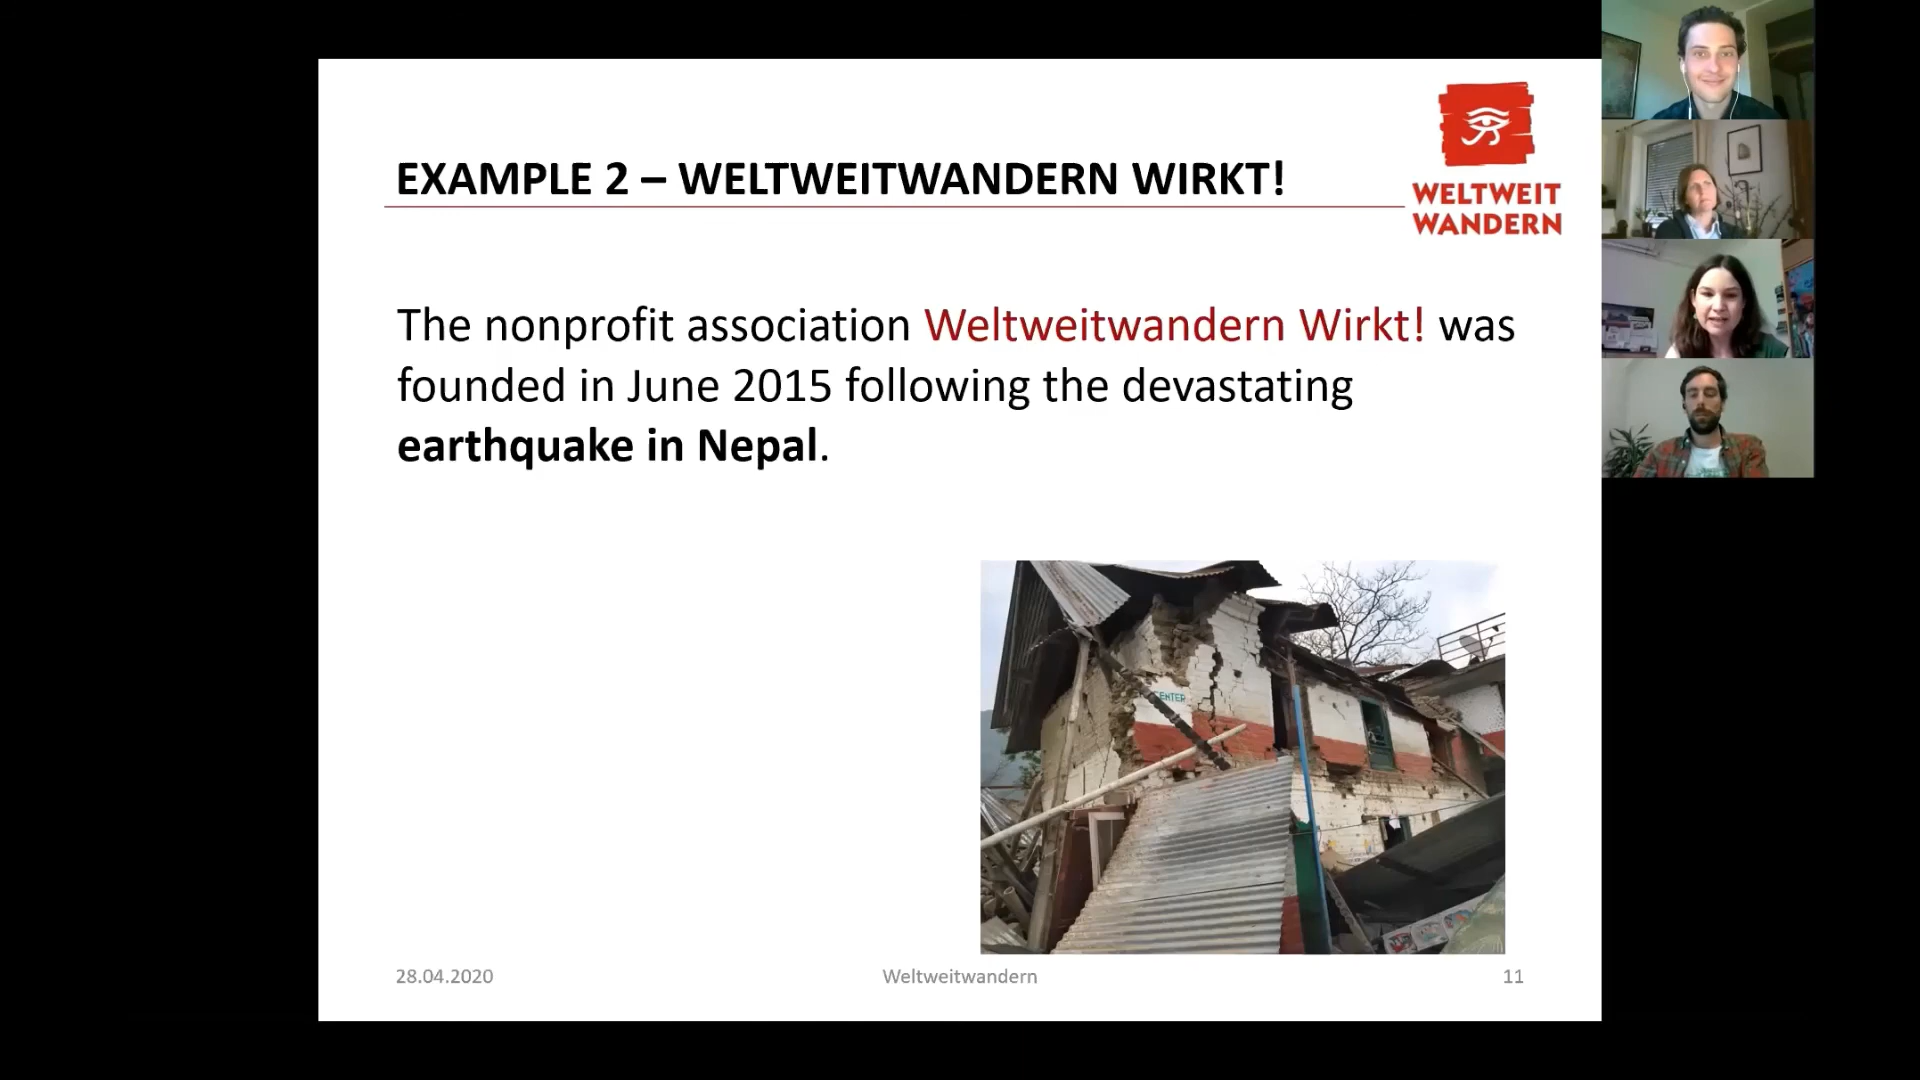 EXAMPLE 2 – WELTWEITWANDERN WIRKT!
WELTWEIT
WANDERN
The nonprofit association Weltweitwandern Wirkt! was
founded in June 2015 following the devastating
earthquake in Nepal.
CENTER
28.04.2020
Weltweitwandern
11